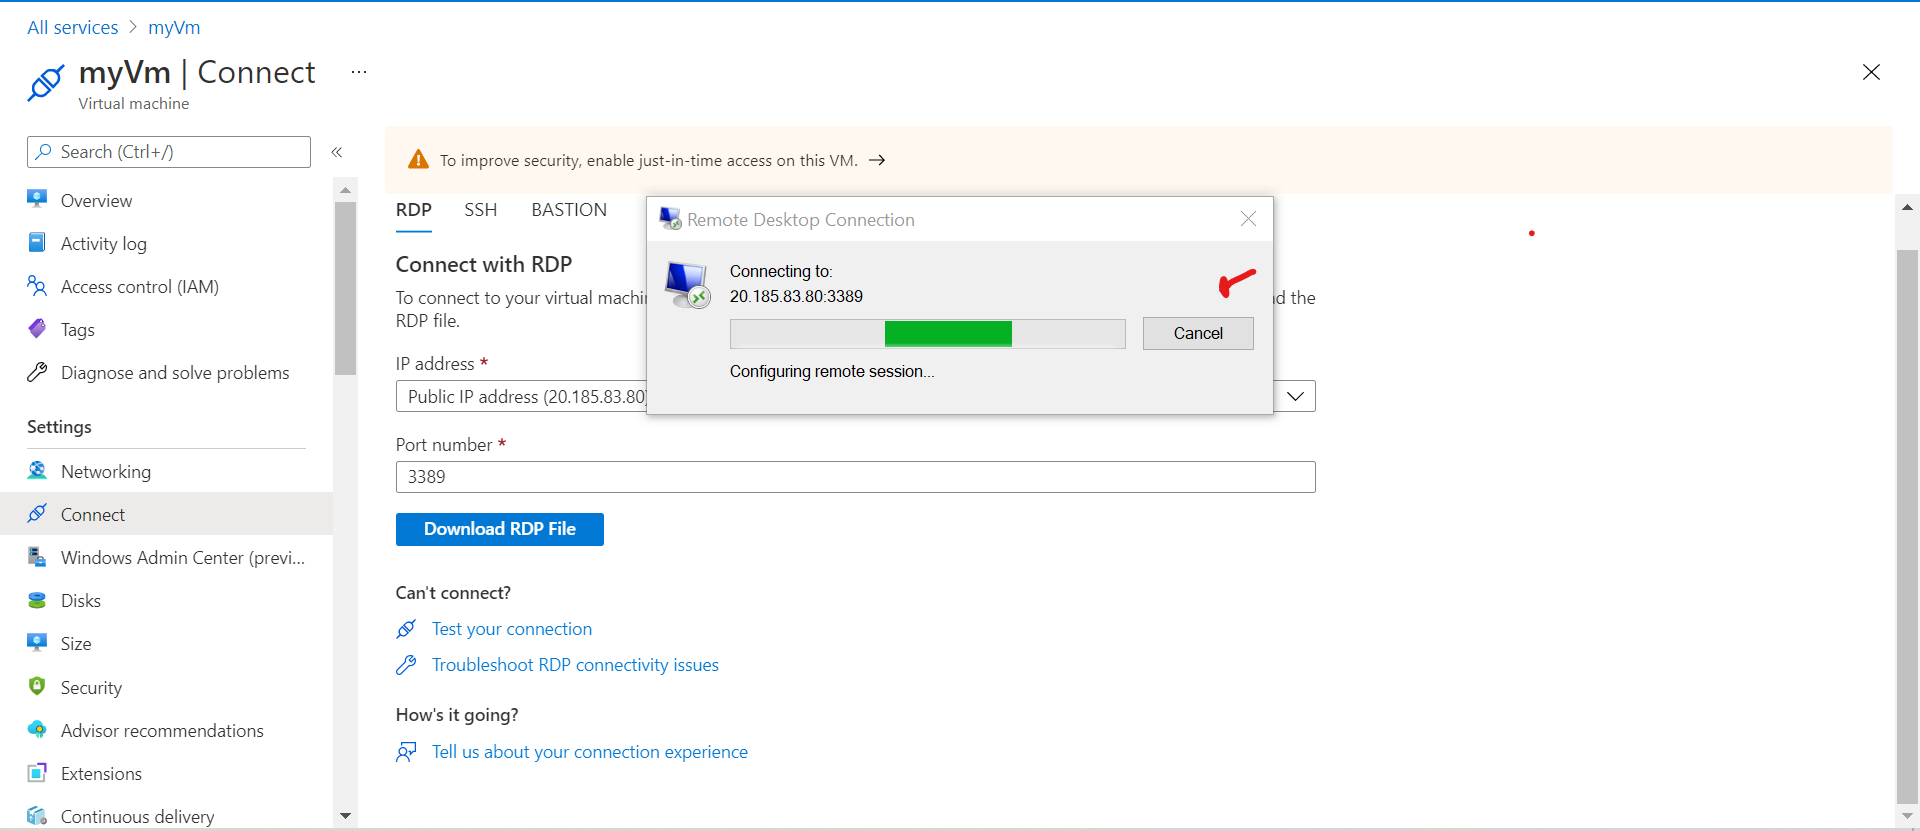 All services > myVm
myVm | Connect ...
Virtual machine
Search (Ctrl+/)
«
Overview
Activity log
Access control (IAM)
Tags
Diagnose and solve problems
Settings
Networking
Connect
Windows Admin Center (previ...
Disks
Size
Security
Advisor recommendations
Extensions
Continuous delivery
To improve security, enable just-in-time access on this VM. →
RDP SSH BASTION
Connect with RDP
To connect to your virtual machi
d the
RDP file.
IP address *
Public IP address (20.185.83.80)
Port number *
3389
Download RDP File
Can't connect?
Test your connection
Troubleshoot RDP connectivity issues
How's it going?
Tell us about your connection experience
Remote Desktop Connection
Connecting to:
20.185.83.80:3389
Cancel
Configuring remote session...